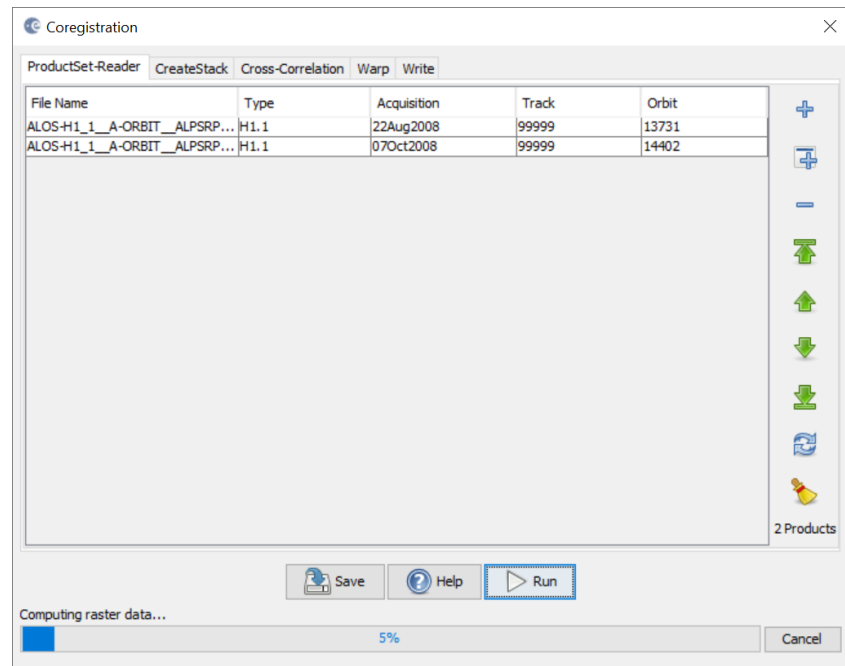 Coregistration
ProductSet-Reader CreateStack Cross-Correlation Warp Write
File Name Type Acquisition Track Orbit
ALOS-H1_1__A-ORBIT__ALPSRP... H1.1 22Aug2008 99999 13731
ALOS-H1_1__A-ORBIT__ALPSRP... H1.1 07Oct2008 99999 14402
2 Products
Save Help Run
Computing raster data...
5% Cancel